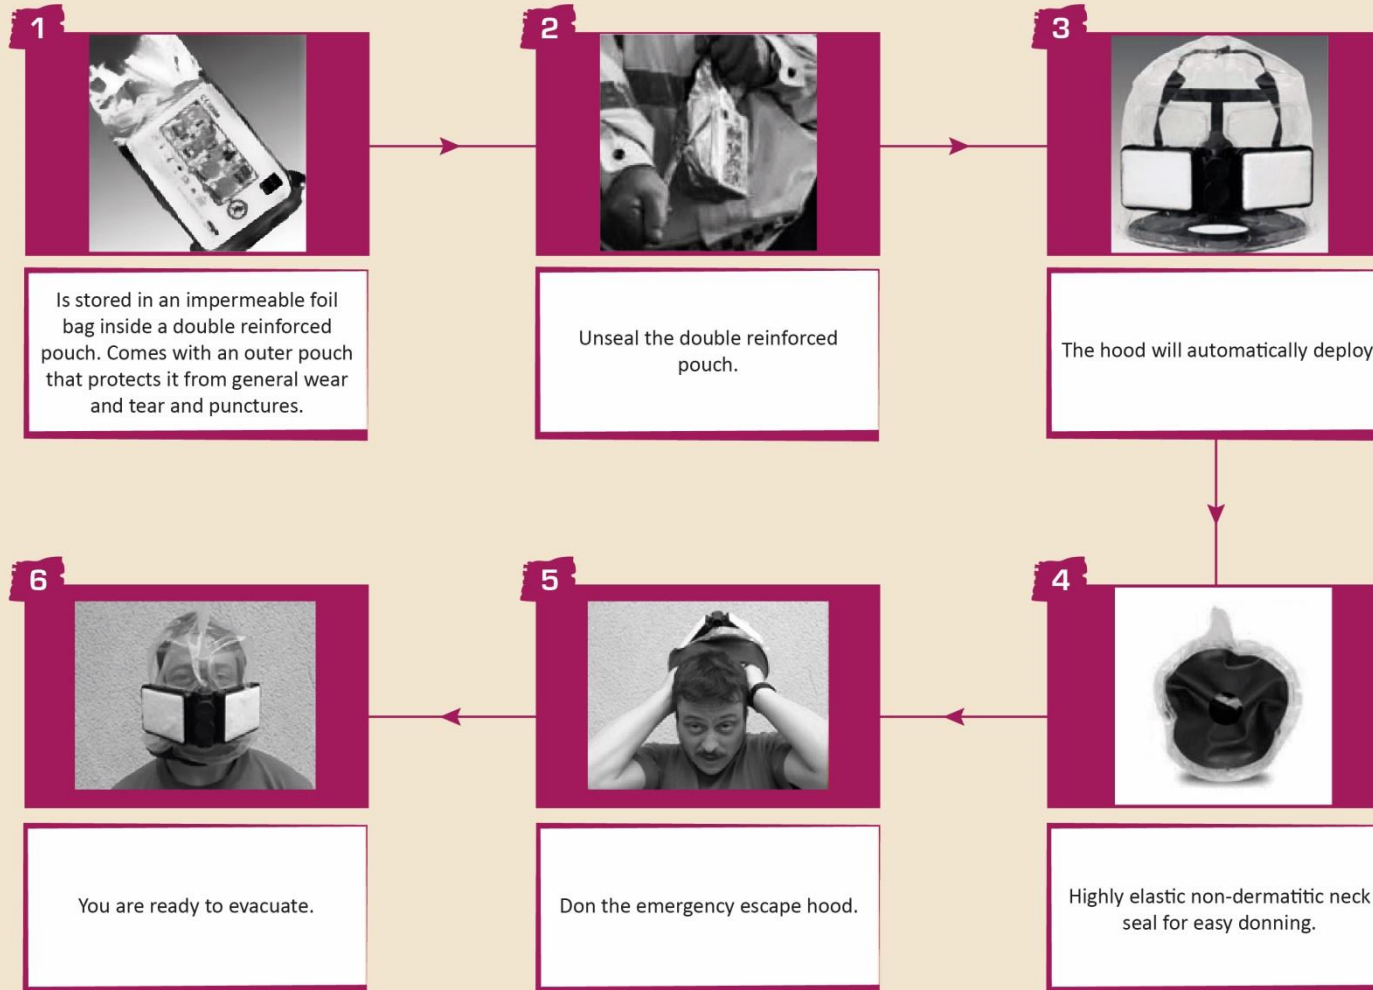 1
Is stored in an impermeable foil
bag inside a double reinforced
pouch. Comes with an outer pouch
that protects it from general wear
and tear and punctures.
2
Unseal the double reinforced
pouch.
3
The hood will automatically deploy
4
Highly elastic non-dermatitic neck
seal for easy donning.
5
Don the emergency escape hood.
6
You are ready to evacuate.